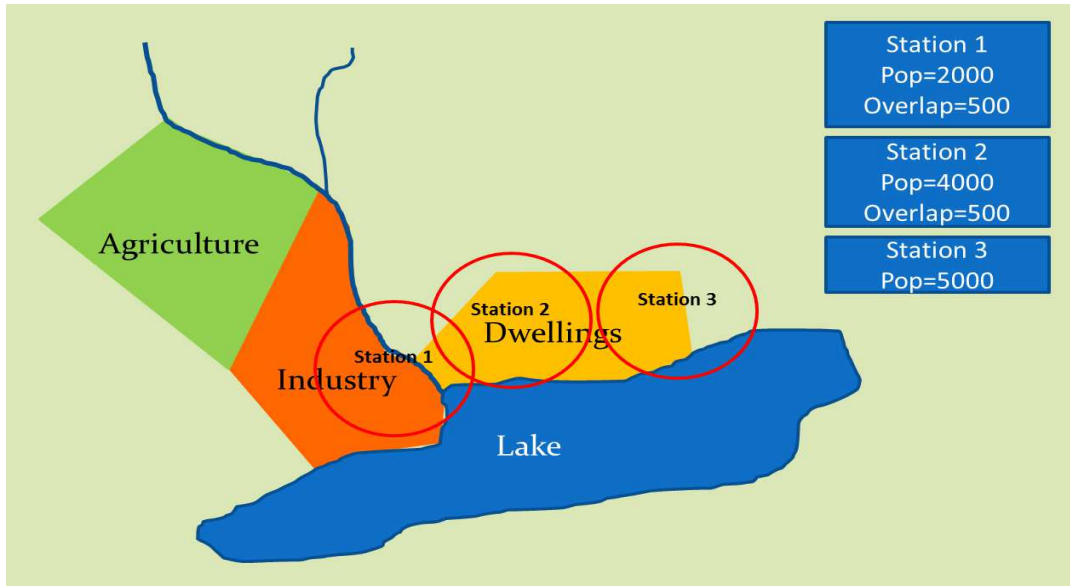 Station 1
Pop=2000
Overlap=500
Station 2
Pop=4000
Overlap=500
Station 3
Pop=5000
Agriculture
Station 3
Station 2
Dwellings
Station 1
Industry
Lake